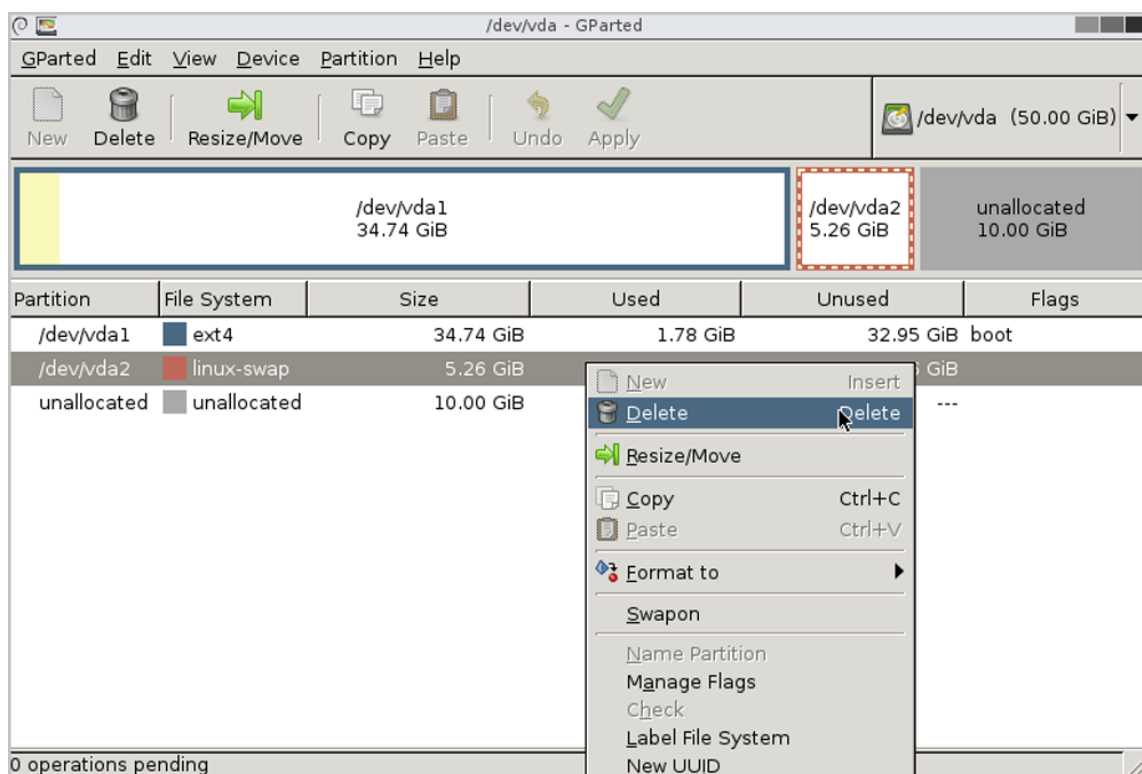 /dev/vda - GParted
GParted Edit View Device Partition Help
New Delete Resize/Move Copy Paste Undo Apply /dev/vda (50.00 GiB)
/dev/vda1 /dev/vda2 unallocated
34.74 GiB 5.26 GiB 10.00 GiB
Partition File System Size Used Unused Flags
/dev/vda1 ext4 34.74 GiB 1.78 GiB 32.95 GiB boot
/dev/vda2 linux-swap 5.26 GiB GiB
unallocated unallocated 10.00 GiB ---
New Insert
Delete Delete
Resize/Move
Copy Ctrl+C
Paste Ctrl+V
Format to
Swapon
Name Partition
Manage Flags
Check
Label File System
New UUID
0 operations pending